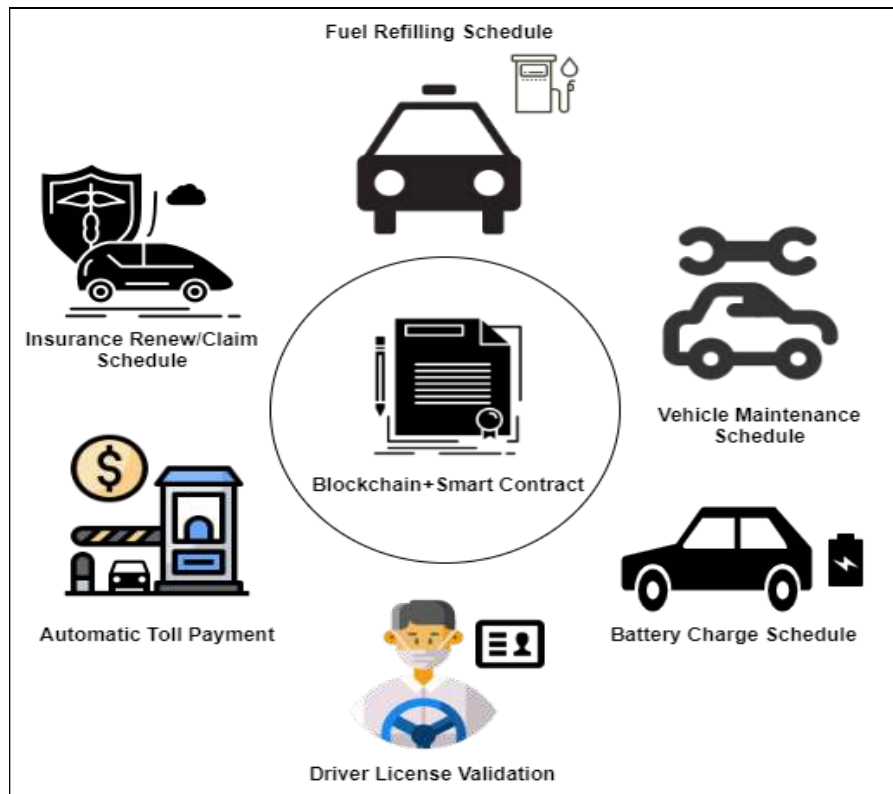 Fuel Refilling Schedule
Insurance Renew/Claim
Schedule
Vehicle Maintenance
Schedule
Blockchain+Smart Contract
$
Automatic Toll Payment
Battery Charge Schedule
Driver License Validation